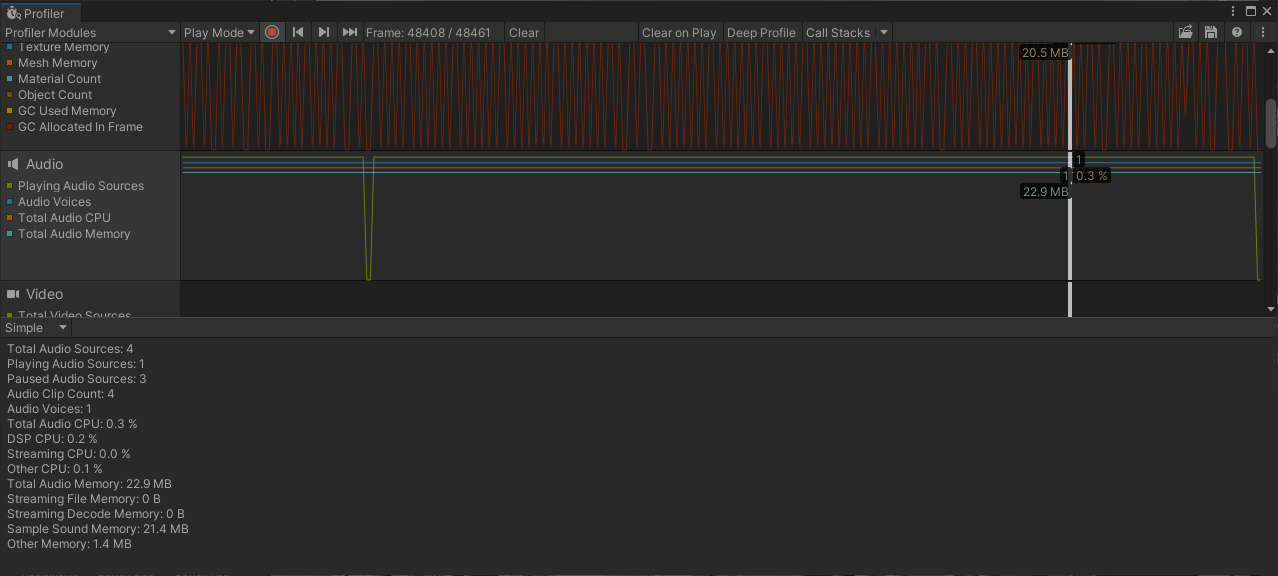 Profiler
Profiler Modules Play Mode Frame: 48408 / 48461 Clear Clear on Play Deep Profile Call Stacks
Texture Memory
Mesh Memory
Material Count
Object Count
GC Used Memory
GC Allocated In Frame
20.5 MB
Audio
Playing Audio Sources
Audio Voices
Total Audio CPU
Total Audio Memory
1
1 0.3 %
22.9 MB
Video
Total Video Sources
Simple
Total Audio Sources: 4
Playing Audio Sources: 1
Paused Audio Sources: 3
Audio Clip Count: 4
Audio Voices: 1
Total Audio CPU: 0.3 %
DSP CPU: 0.2 %
Streaming CPU: 0.0 %
Other CPU: 0.1 %
Total Audio Memory: 22.9 MB
Streaming File Memory: 0 B
Streaming Decode Memory: 0 B
Sample Sound Memory: 21.4 MB
Other Memory: 1.4 MB